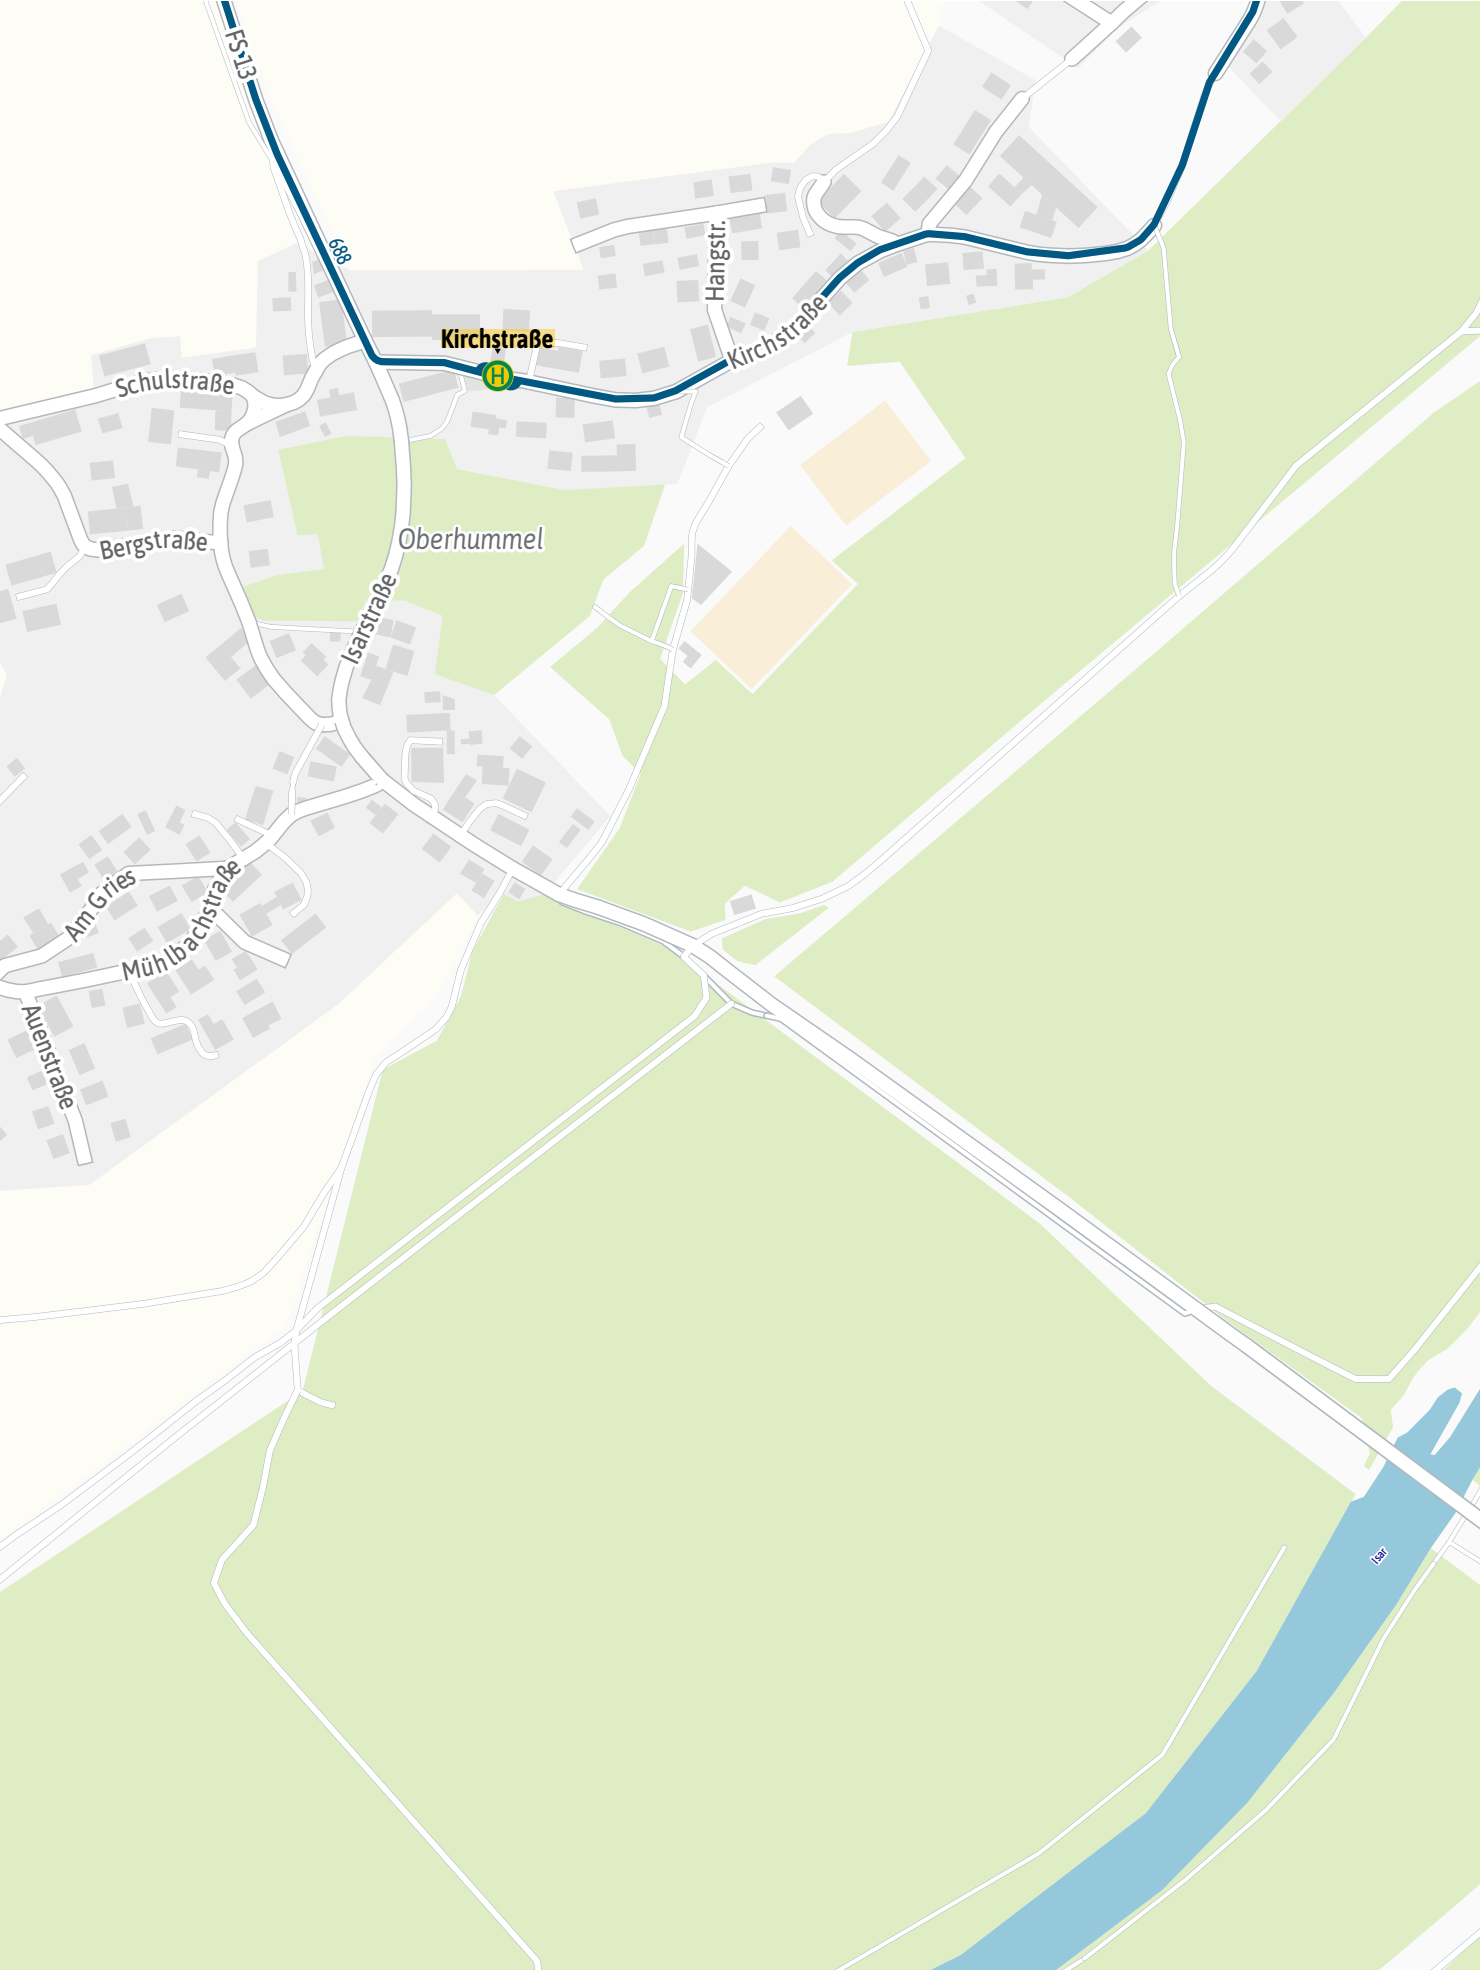 FS 13
688
Hangstr.
Kirchstraße
Kirchstraße
H
Schulstraße
Bergstraße
Oberhummel
Isarstraße
Am Gries
Mühlbachstraße
Auenstraße
Isar